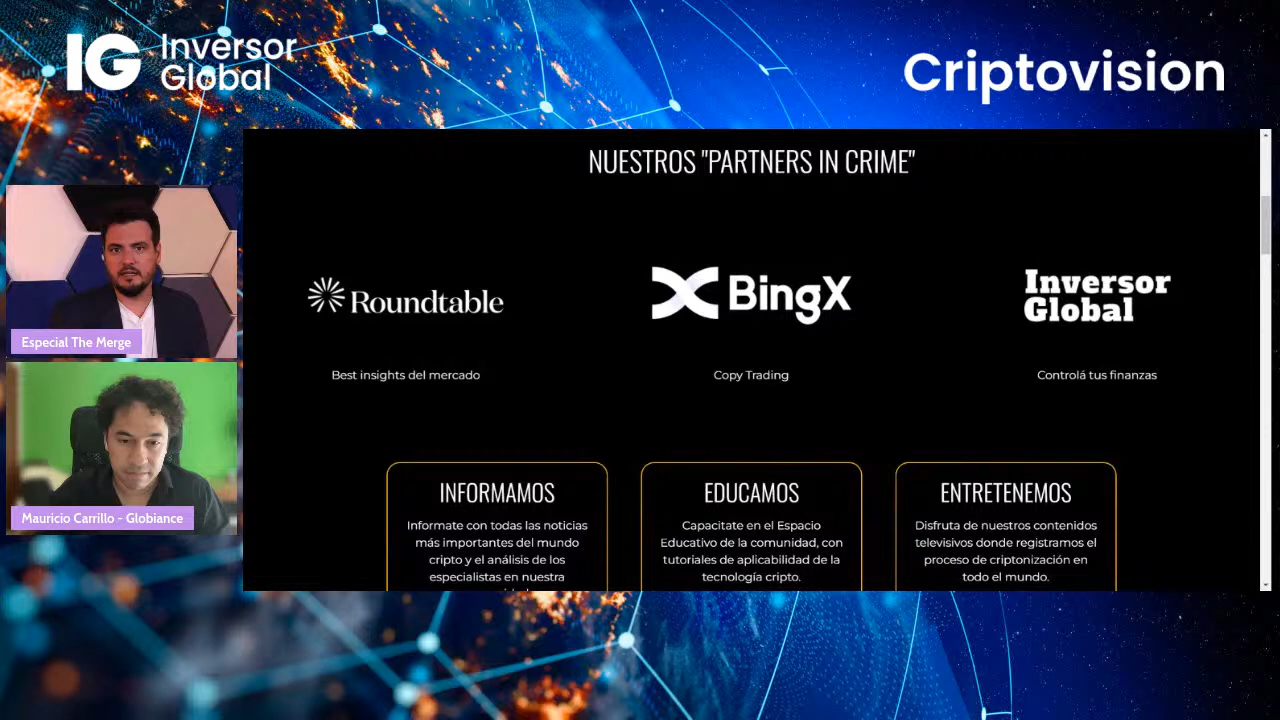 IG Inversor
Global
Criptovision
NUESTROS "PARTNERS IN CRIME"
Roundtable
BingX
Inversor
Global
Best insights del mercado
Copy Trading
Controlá tus finanzas
Especial The Merge
Mauricio Carrillo - Globiance
INFORMAMOS
Informate con todas las noticias
más importantes del mundo
cripto y el análisis de los
especialistas en nuestra
EDUCAMOS
Capacitate en el Espacio
Educativo de la comunidad, con
tutoriales de aplicabilidad de la
tecnología cripto.
ENTRETENEMOS
Disfruta de nuestros contenidos
televisivos donde registramos el
proceso de criptonización en
todo el mundo.